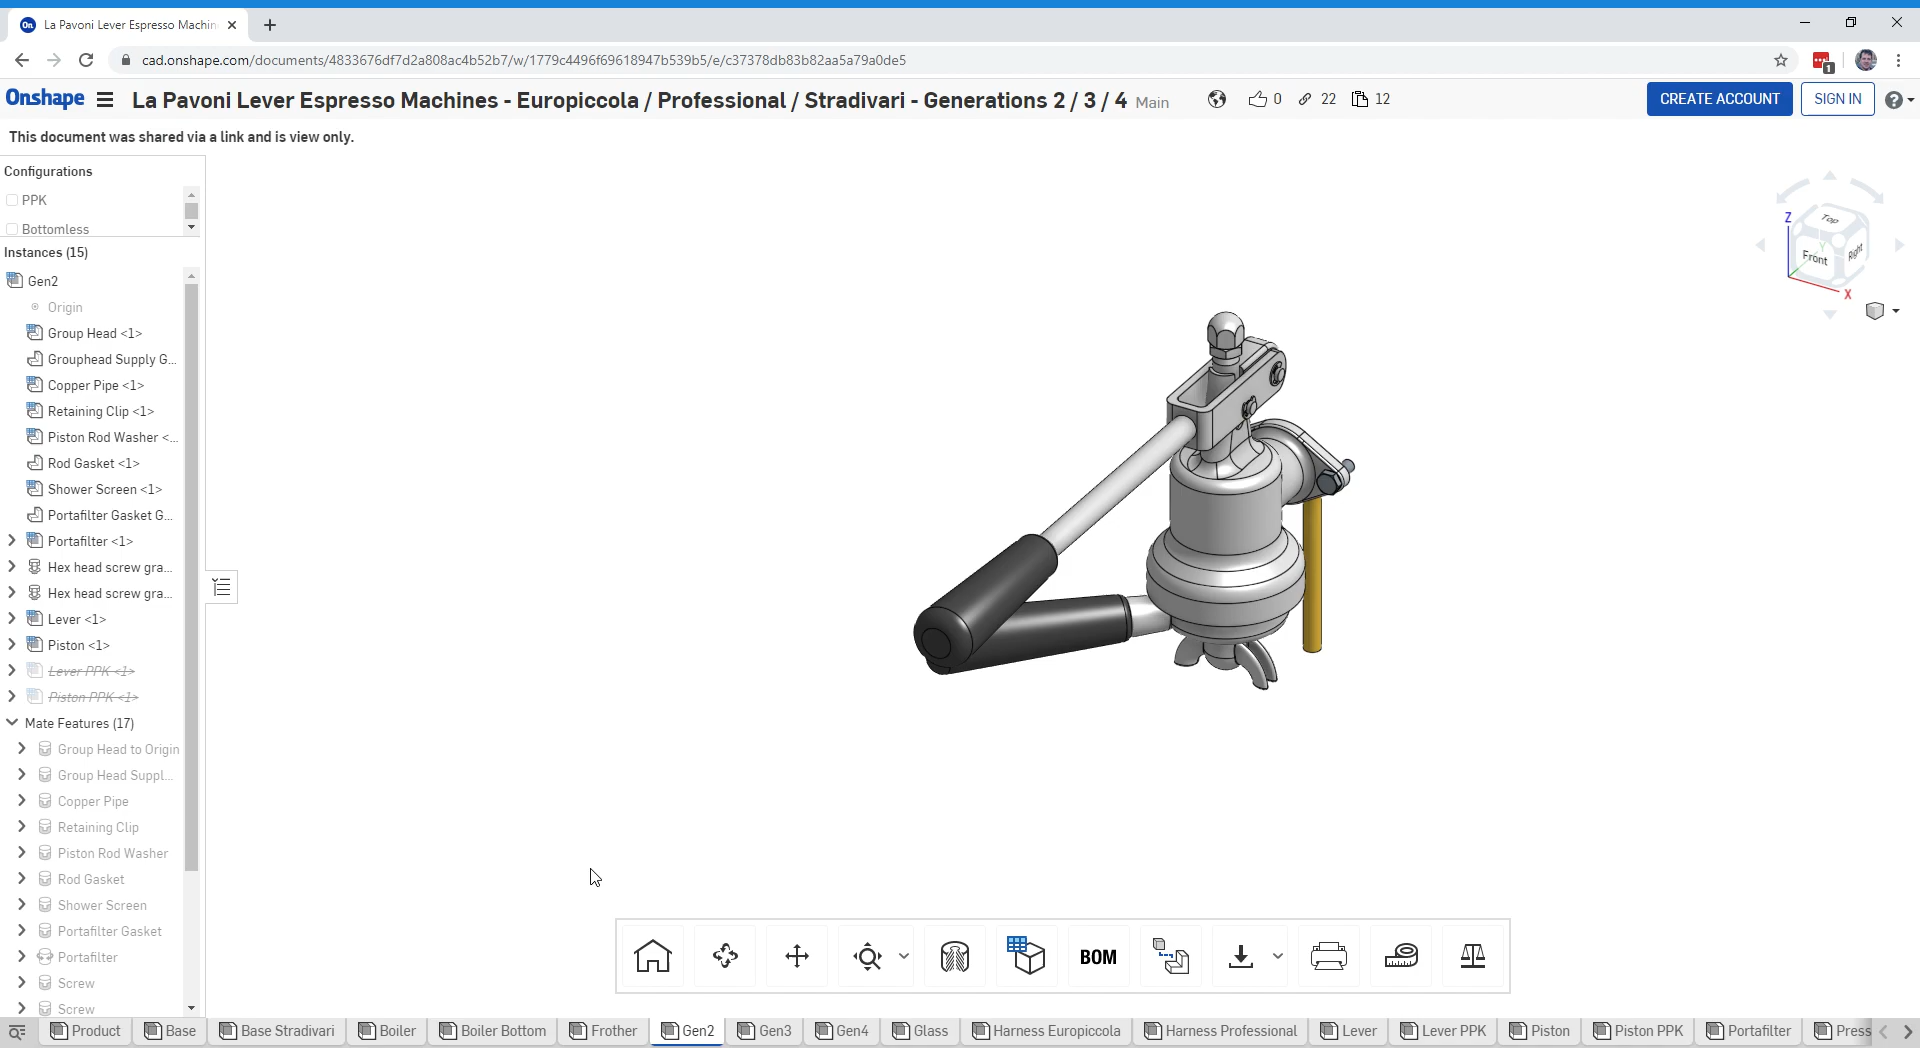 La Pavoni Lever Espresso Machin
cad.onshape.com/documents/4833676df7d2a808ac4b52b7/w/1779c4496f69618947b539b5/e/c37378db83b82aa5a79a0de5
1
Onshape
La Pavoni Lever Espresso Machines - Europiccola / Professional / Stradivari - Generations 2 / 3 / 4 Main
0
22
12
CREATE ACCOUNT
SIGN IN
?
This document was shared via a link and is view only.
Configurations
PPK
Bottomless
Instances (15)
Gen2
Origin
Group Head <1>
Grouphead Supply G...
Copper Pipe <1>
Retaining Clip <1>
Piston Rod Washer <...
Rod Gasket <1>
Shower Screen <1>
Portafilter Gasket G...
Portafilter <1>
Hex head screw gra...
Hex head screw gra...
Lever <1>
Piston <1>
Lever PPK <1>
Piston PPK <1>
Mate Features (17)
Group Head to Origin
Group Head Suppl...
Copper Pipe
Retaining Clip
Piston Rod Washer
Rod Gasket
Shower Screen
Portafilter Gasket
Portafilter
Screw
Screw
Z
Top
Y
Front
Right
X
BOM
Product
Base
Base Stradivari
Boiler
Boiler Bottom
Frother
Gen2
Gen3
Gen4
Glass
Harness Europiccola
Harness Professional
Lever
Lever PPK
Piston
Piston PPK
Portafilter
Press